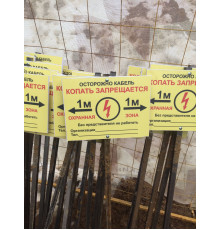 ОСТОРОЖНО КАБЕЛЬ
КОПАТЬ ЗАПРЕЩАЕТСЯ
1м 1м
ОХРАННАЯ ЗОНА
Без представителя не работать
Организация
Тел.